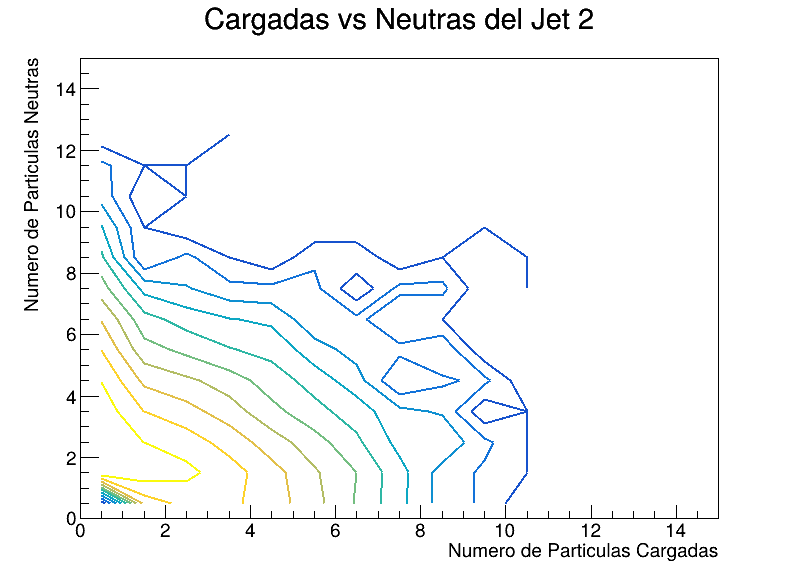 Cargadas vs Neutras del Jet 2
Numero de Particulas Neutras
14
12
10
8
6
4
2
0
0 2 4 6 8 10 12 14
Numero de Particulas Cargadas